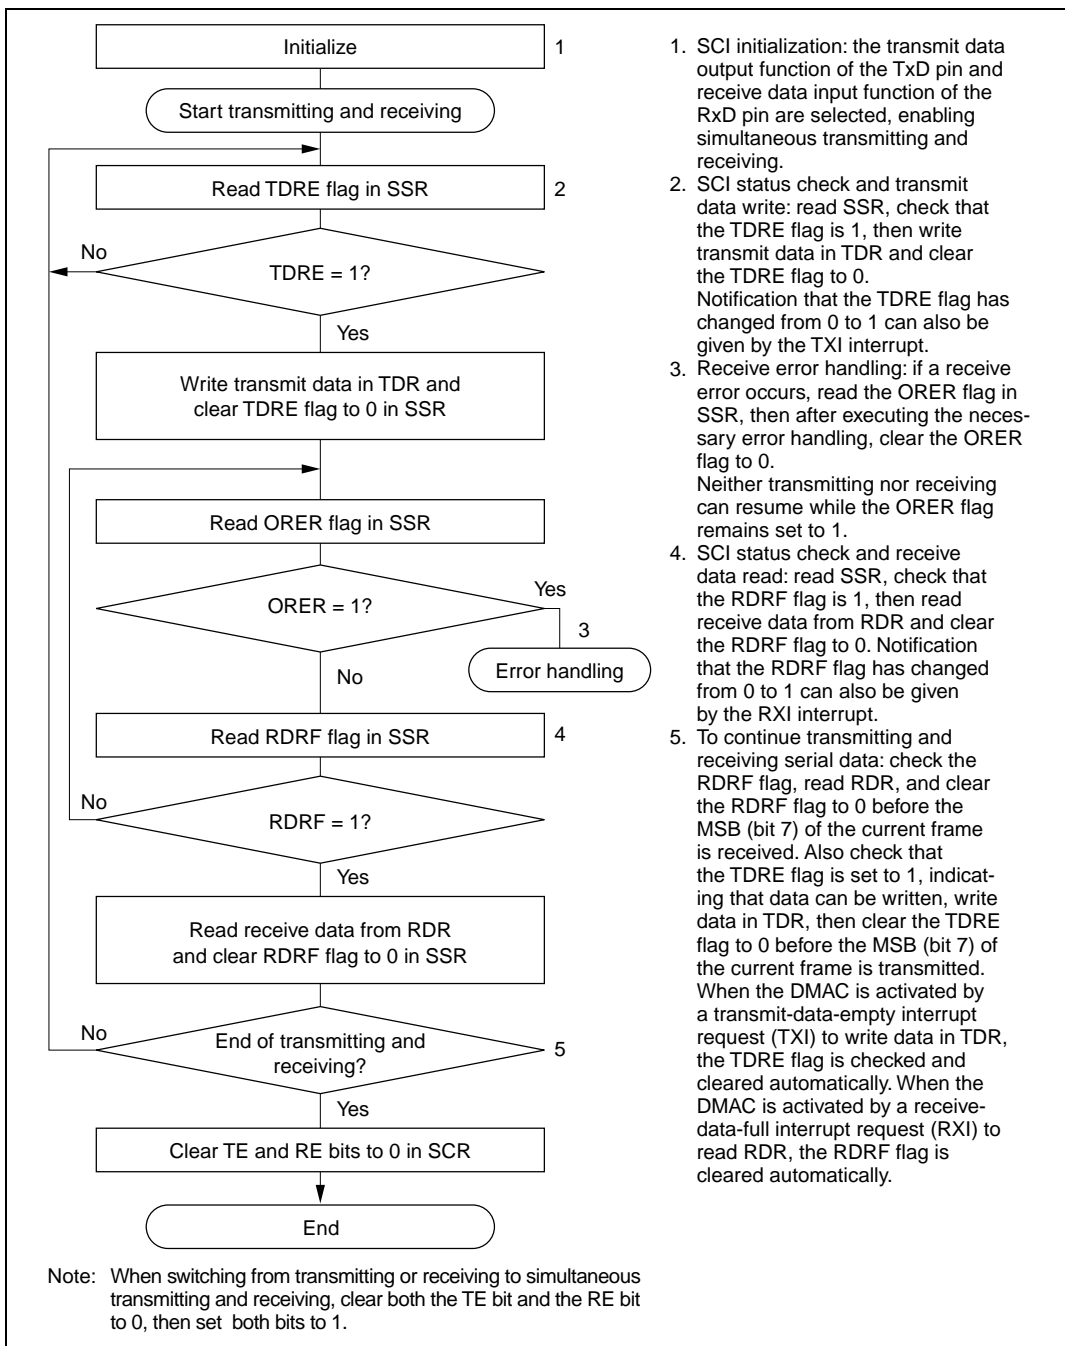 Initialize
1
Start transmitting and receiving
Read TDRE flag in SSR
2
No
TDRE = 1?
Yes
Write transmit data in TDR and
clear TDRE flag to 0 in SSR
Read ORER flag in SSR
Yes
ORER = 1?
3
Error handling
No
Read RDRF flag in SSR
4
No
RDRF = 1?
Yes
Read receive data from RDR
and clear RDRF flag to 0 in SSR
No
End of transmitting and
receiving?
5
Yes
Clear TE and RE bits to 0 in SCR
End
1. SCI initialization: the transmit data
output function of the TxD pin and
receive data input function of the
RxD pin are selected, enabling
simultaneous transmitting and
receiving.
2. SCI status check and transmit
data write: read SSR, check that
the TDRE flag is 1, then write
transmit data in TDR and clear
the TDRE flag to 0.
Notification that the TDRE flag has
changed from 0 to 1 can also be
given by the TXI interrupt.
3. Receive error handling: if a receive
error occurs, read the ORER flag in
SSR, then after executing the neces-
sary error handling, clear the ORER
flag to 0.
Neither transmitting nor receiving
can resume while the ORER flag
remains set to 1.
4. SCI status check and receive
data read: read SSR, check that
the RDRF flag is 1, then read
receive data from RDR and clear
the RDRF flag to 0. Notification
that the RDRF flag has changed
from 0 to 1 can also be given
by the RXI interrupt.
5. To continue transmitting and
receiving serial data: check the
RDRF flag, read RDR, and clear
the RDRF flag to 0 before the
MSB (bit 7) of the current frame
is received. Also check that
the TDRE flag is set to 1, indicat-
ing that data can be written, write
data in TDR, then clear the TDRE
flag to 0 before the MSB (bit 7) of
the current frame is transmitted.
When the DMAC is activated by
a transmit-data-empty interrupt
request (TXI) to write data in TDR,
the TDRE flag is checked and
cleared automatically. When the
DMAC is activated by a receive-
data-full interrupt request (RXI) to
read RDR, the RDRF flag is
cleared automatically.
Note: When switching from transmitting or receiving to simultaneous
transmitting and receiving, clear both the TE bit and the RE bit
to 0, then set both bits to 1.